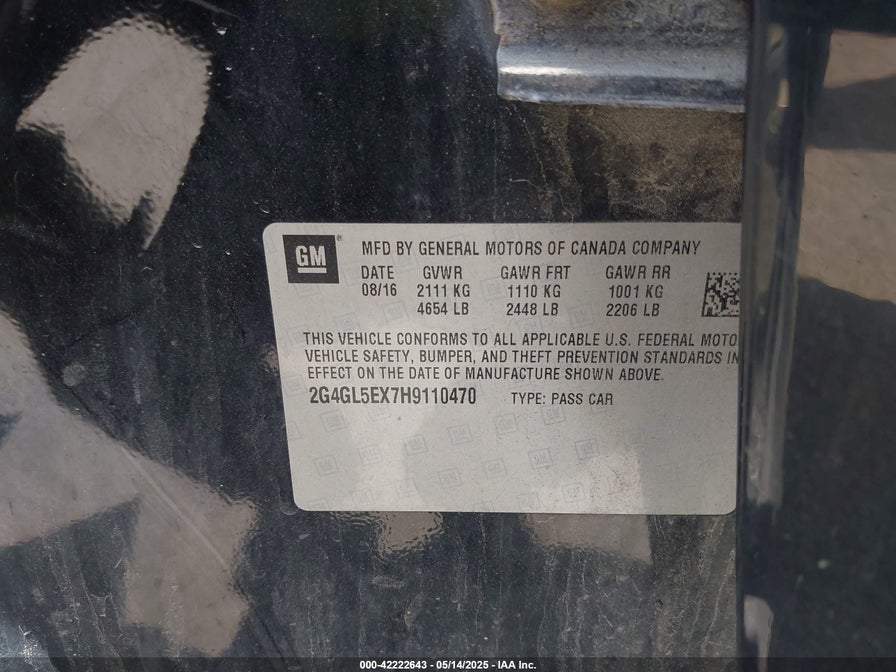 GM ®
MFD BY GENERAL MOTORS OF CANADA COMPANY
DATE GVWR GAWR FRT GAWR RR
08/16 2111 KG 1110 KG 1001 KG
4654 LB 2448 LB 2206 LB
THIS VEHICLE CONFORMS TO ALL APPLICABLE U.S. FEDERAL MOTO
VEHICLE SAFETY, BUMPER, AND THEFT PREVENTION STANDARDS IN
EFFECT ON THE DATE OF MANUFACTURE SHOWN ABOVE.
2G4GL5EX7H9110470 TYPE: PASS CAR
000-42222643 - 05/14/2025 - IAA Inc.